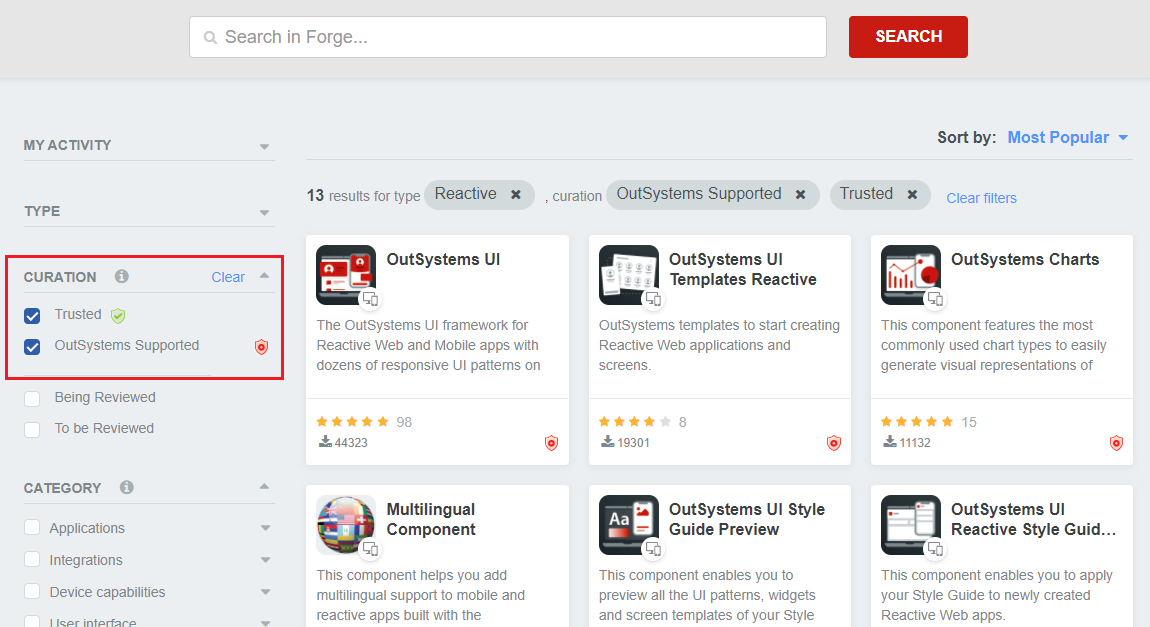 Search in Forge...
SEARCH
MY ACTIVITY
TYPE
CURATION
Clear
Trusted
OutSystems Supported
Being Reviewed
To be Reviewed
CATEGORY
Applications
Integrations
Device capabilities
User interface
Sort by: Most Popular
13 results for type Reactive , curation OutSystems Supported Trusted Clear filters
OutSystems UI
The OutSystems UI framework for
Reactive Web and Mobile apps with
dozens of responsive UI patterns on
98
44323
OutSystems UI
Templates Reactive
OutSystems templates to start creating
Reactive Web applications and
screens.
8
19301
OutSystems Charts
This component features the most
commonly used chart types to easily
generate visual representations of
15
11132
Multilingual
Component
This component helps you add
multilingual support to mobile and
reactive apps built with the
Aa
OutSystems UI Style
Guide Preview
This component enables you to
preview all the UI patterns, widgets
and screen templates of your Style
OutSystems UI
Reactive Style Guid...
This component enables you to apply
your Style Guide to newly created
Reactive Web apps.